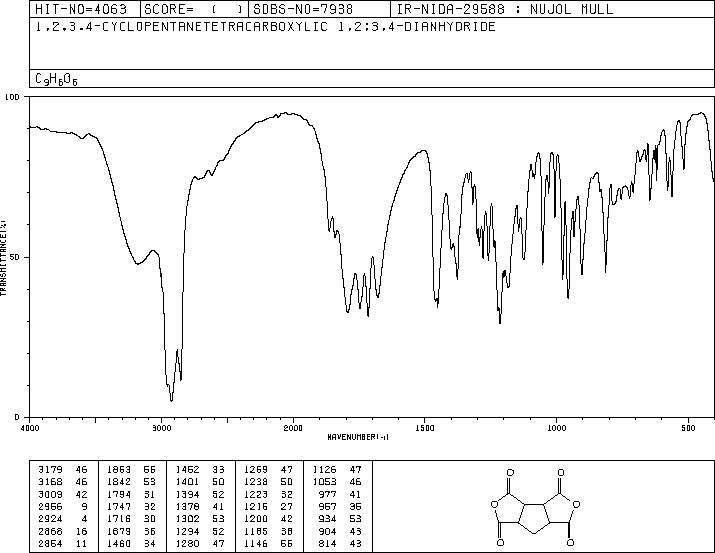 HIT-NO=4063 SCORE= ( ) SDBS-NO=7938 IR-NIDA-29588 : NUJOL MULL
1,2,3,4-CYCLOPENTANETETRACARBOXYLIC 1,2:3,4-DIANHYDRIDE
C9H6O6
100
50
0
TRANSMITTANCE(%)
4000 3000 2000 1500 1000 500
WAVENUMBER(-1)
3179 46 1863 56 1462 33 1269 47 1126 47
3168 46 1842 53 1401 50 1238 50 1053 46
3009 42 1794 31 1394 52 1223 32 977 41
2956 9 1747 32 1378 41 1216 27 957 36
2924 4 1716 30 1302 53 1200 42 934 53
2868 16 1679 36 1294 52 1185 38 904 43
2854 11 1460 34 1280 47 1146 55 814 43
O O
O O
O O